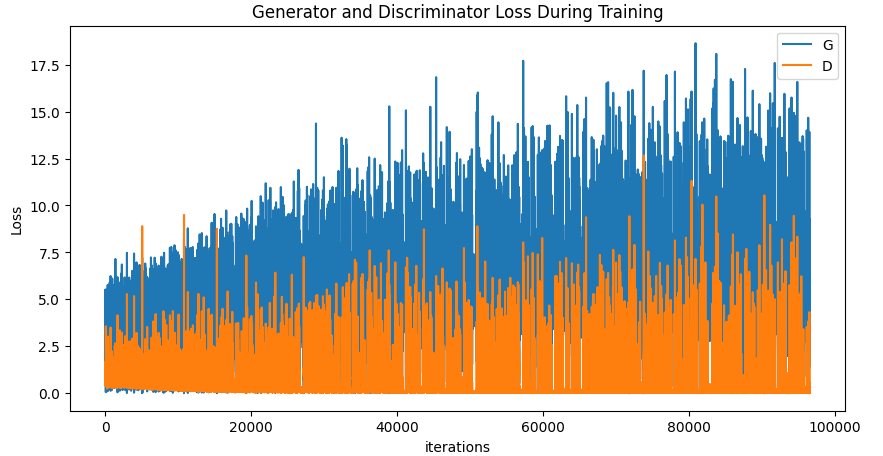 Generator and Discriminator Loss During Training
G
D
17.5
15.0
12.5
10.0
7.5
5.0
2.5
0.0
Loss
0 20000 40000 60000 80000 100000
iterations